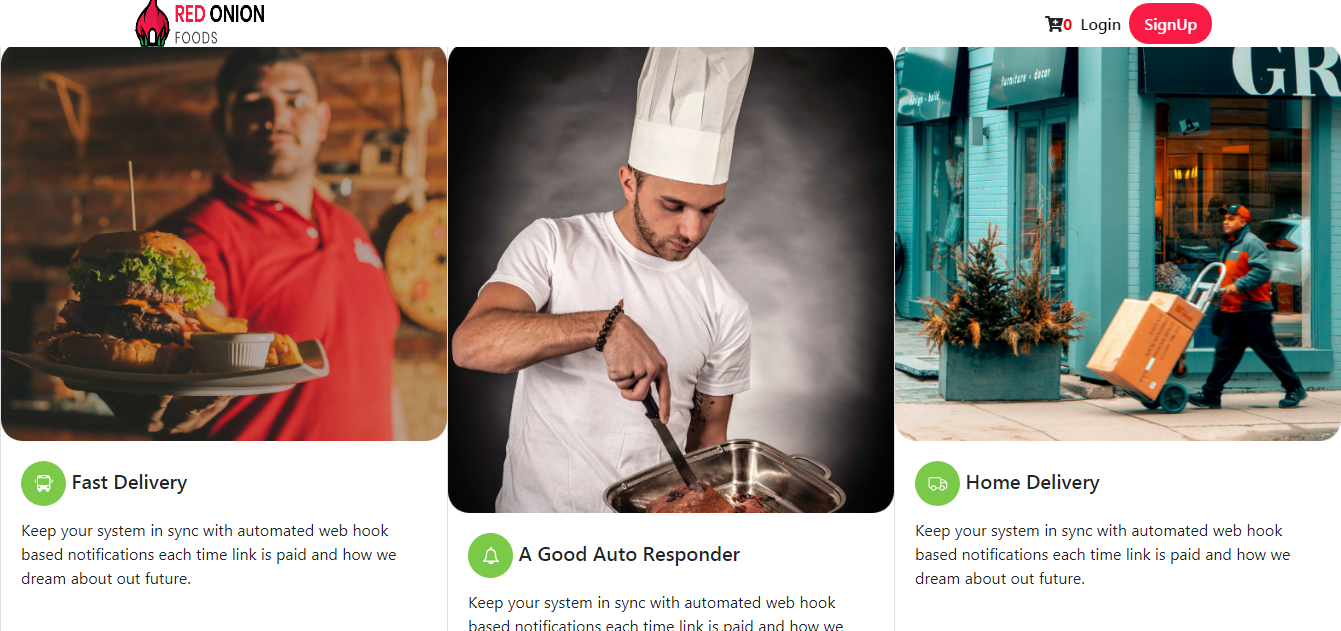 RED ONION
FOODS
0 Login SignUp
furniture · decor
design · build
GR
Fast Delivery
Keep your system in sync with automated web hook
based notifications each time link is paid and how we
dream about out future.
A Good Auto Responder
Keep your system in sync with automated web hook
based notifications each time link is paid and how we
Home Delivery
Keep your system in sync with automated web hook
based notifications each time link is paid and how we
dream about out future.